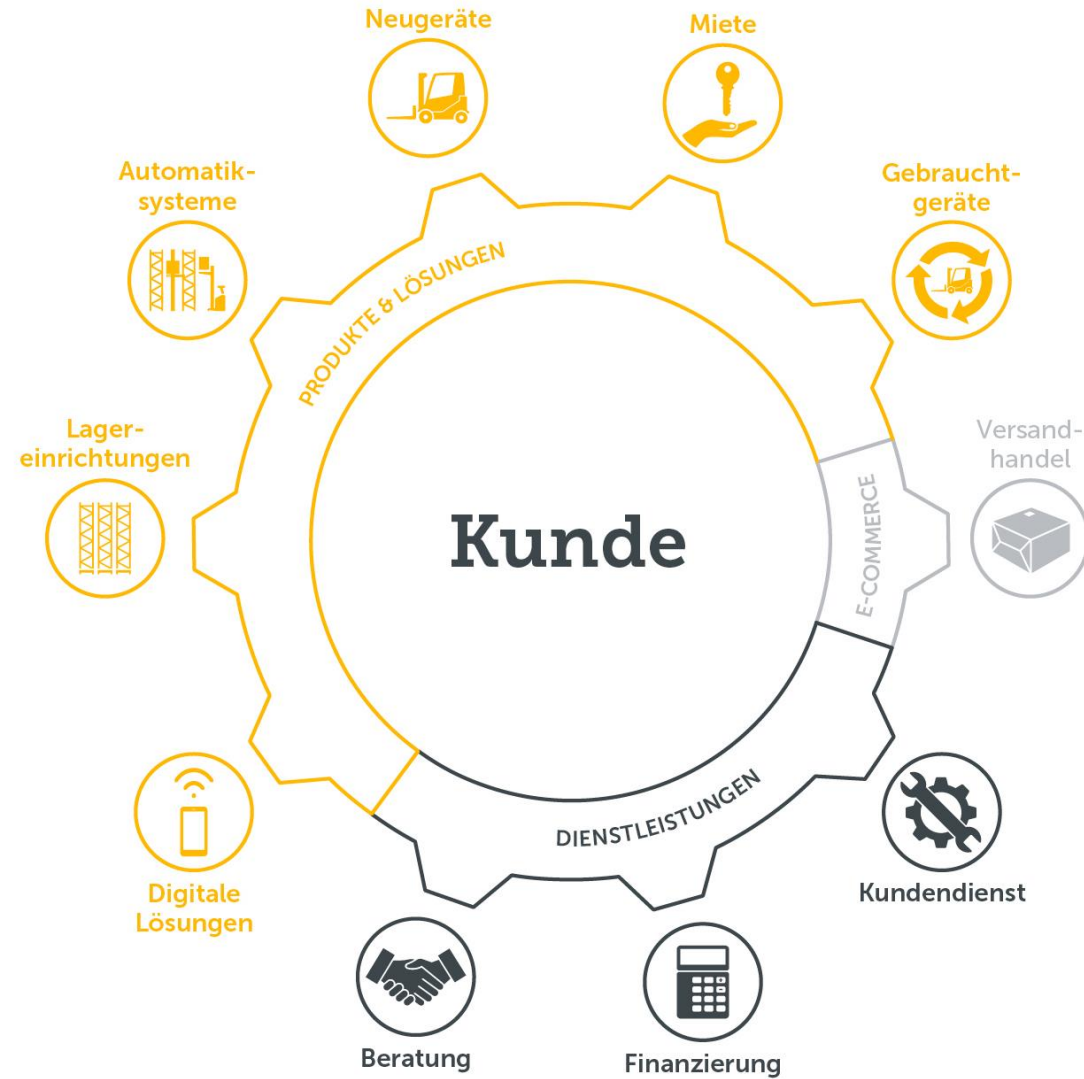 Neugeräte
Miete
Automatik-
systeme
Gebraucht-
geräte
PRODUKTE & LÖSUNGEN
Lager-
einrichtungen
Versand-
handel
E-COMMERCE
Kunde
DIENSTLEISTUNGEN
Digitale
Lösungen
Kundendienst
Beratung
Finanzierung